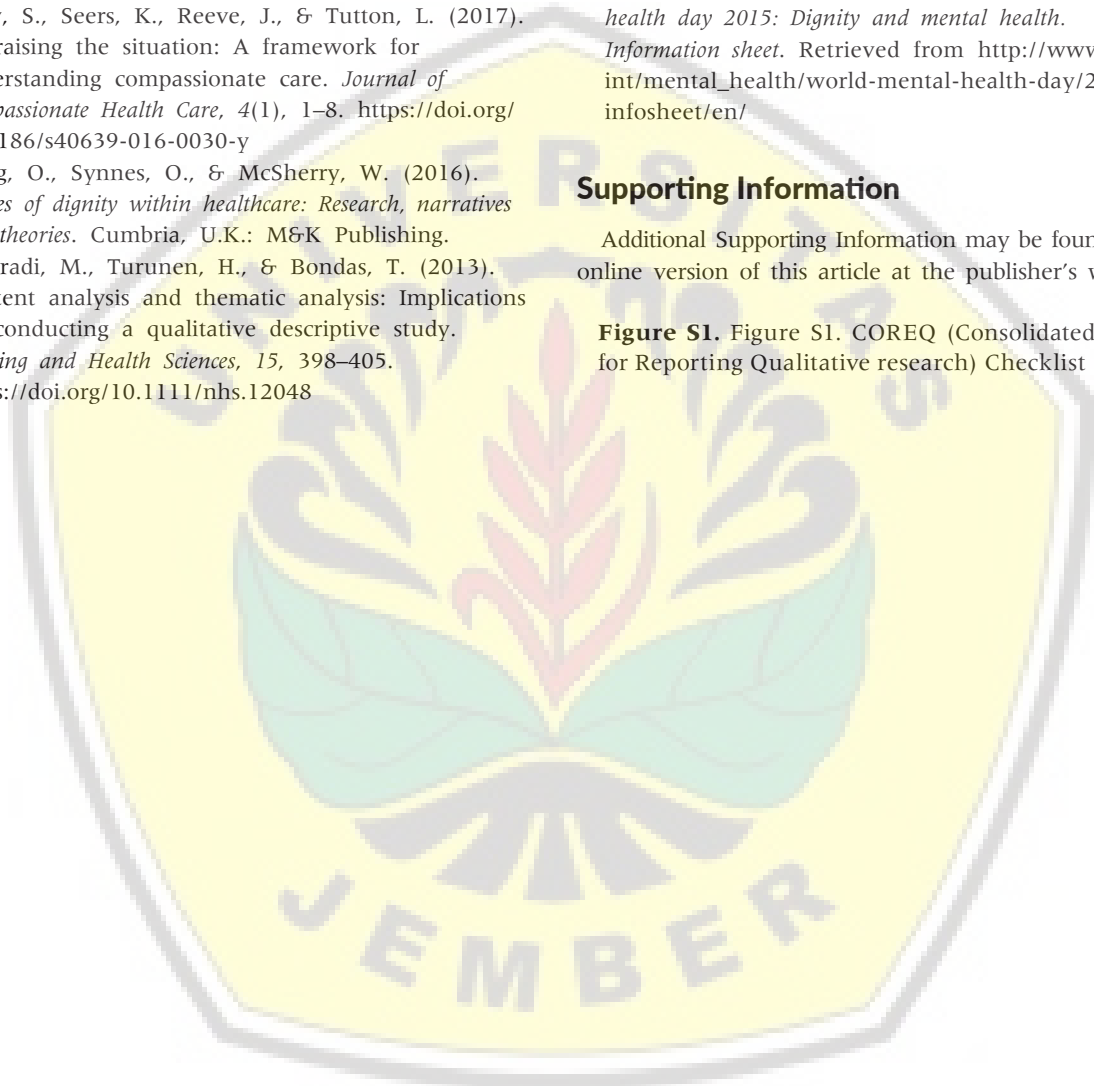 S., Seers, K., Reeve, J., & Tutton, L. (2017).
raising the situation: A framework for
erstanding compassionate care. Journal of
passionate Health Care, 4(1), 1–8. https://doi.org/
186/s40639-016-0030-y
g, O., Synnes, O., & McSherry, W. (2016).
es of dignity within healthcare: Research, narratives
theories. Cumbria, U.K.: M&K Publishing.
radi, M., Turunen, H., & Bondas, T. (2013).
tent analysis and thematic analysis: Implications
conducting a qualitative descriptive study.
ing and Health Sciences, 15, 398–405.
s://doi.org/10.1111/nhs.12048
health day 2015: Dignity and mental health.
Information sheet. Retrieved from http://www
int/mental_health/world-mental-health-day/2
infosheet/en/
Supporting Information
Additional Supporting Information may be foun
online version of this article at the publisher's w
Figure S1. Figure S1. COREQ (Consolidated
for Reporting Qualitative research) Checklist
UNIVERSITAS
JEMBER